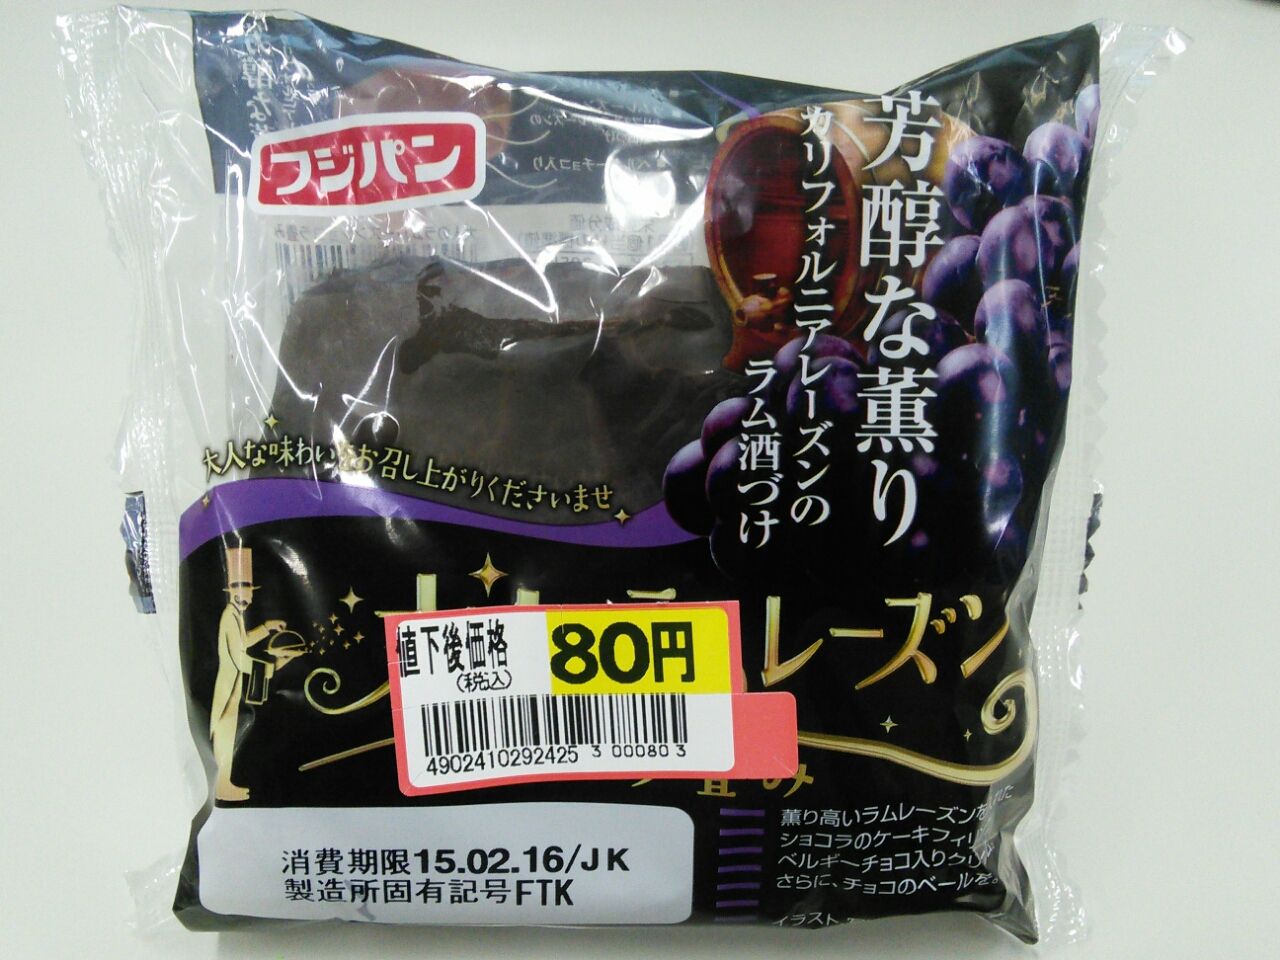 フジパン
芳醇な薫り
カリフォルニアレーズンの
ラム酒づけ
大人な味わいをお召し上がりくださいませ
レーズン
値下後価格
(税込)
80円
4902410292425 3 00080 3
消費期限15.02.16/JK
製造所固有記号FTK
薫り高いラムレーズンを
ショコラのケーキフィリ
ベルギーチョコ入り
さらに、チョコのベールを。
イラスト